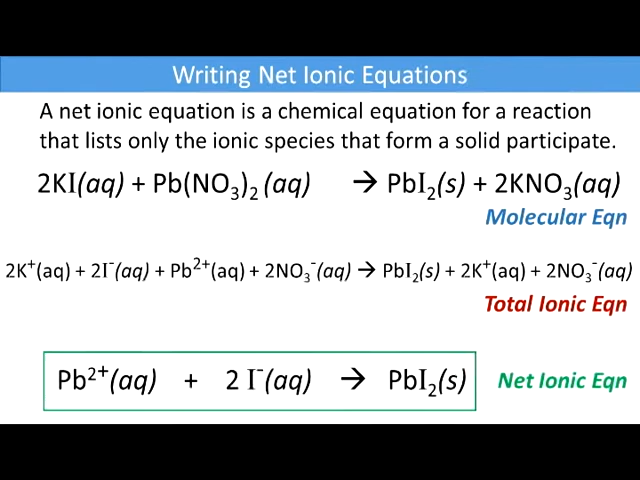 Writing Net Ionic Equations
A net ionic equation is a chemical equation for a reaction
that lists only the ionic species that form a solid participate.
2KI(aq) + Pb(NO₃)₂ (aq) → PbI₂(s) + 2KNO₃(aq)
Molecular Eqn
2K⁺(aq) + 2I⁻(aq) + Pb²⁺(aq) + 2NO₃⁻(aq) → PbI₂(s) + 2K⁺(aq) + 2NO₃⁻(aq)
Total Ionic Eqn
Pb²⁺(aq) + 2 I⁻(aq) → PbI₂(s) Net Ionic Eqn